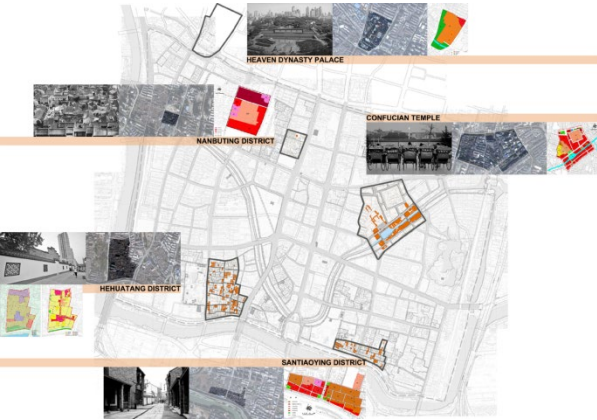 HEAVEN DYNASTY PALACE
CONFUCIAN TEMPLE
NANBUTING DISTRICT
HEHUATANG DISTRICT
SANTIAOYING DISTRICT